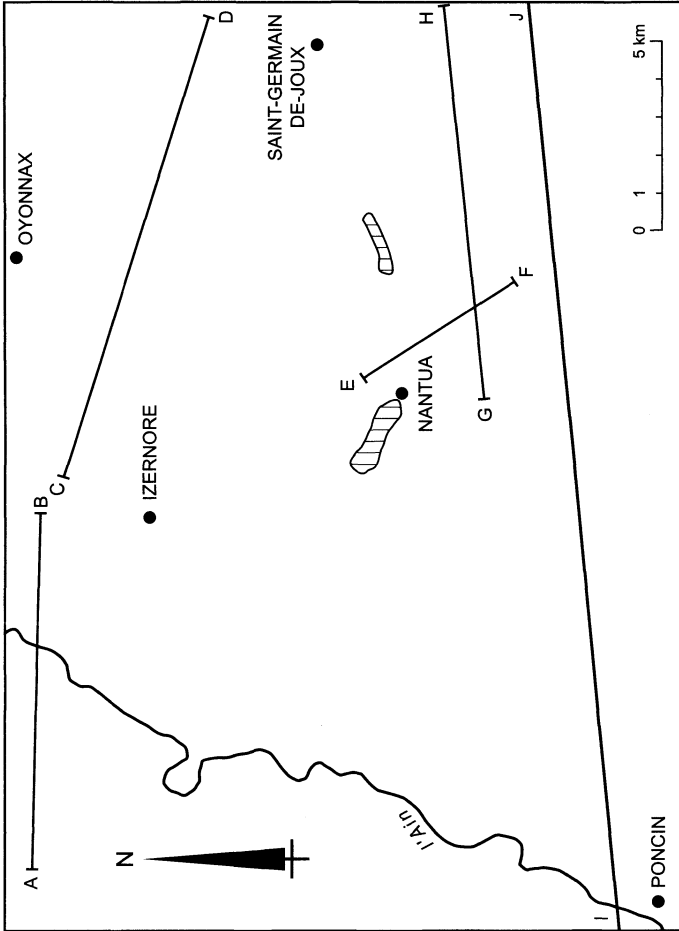 OYONNAX
D
SAINT-GERMAIN
DE-JOUX
H
J
A
B
C
IZERNORE
E
F
NANTUA
G
N
l'Ain
I
PONCIN
0
1
5 km